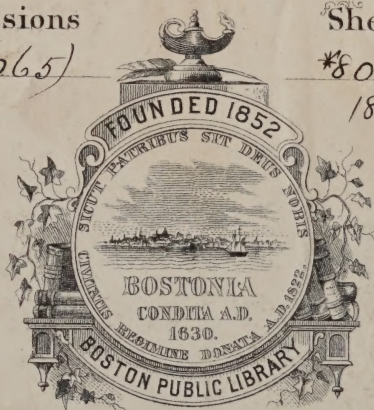 sions She
065) *80
18
FOUNDED 1852
SICUT PATRIBUS SIT DEUS NOBIS
BOSTONIA
CONDITA A.D.
1630.
CIVITATIS REGIMINE DONATA A.D. 1822.
BOSTON PUBLIC LIBRARY